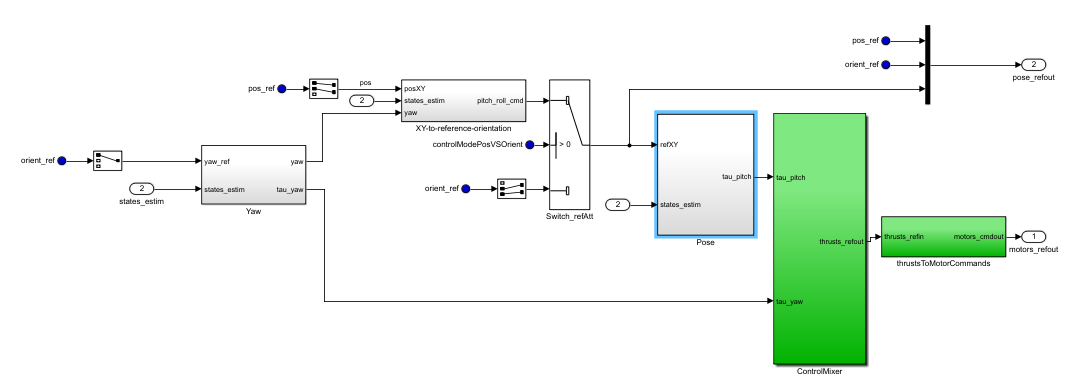 pos_ref
orient_ref
2
pose_refout
pos_ref
pos
posXY
states_estim
yaw
pitch_roll_cmd
2
XY-to-reference-orientation
controlModePosVSOrient
> 0
orient_ref
Switch_refAtt
orient_ref
yaw_ref
states_estim
yaw
tau_yaw
Yaw
2
states_estim
refXY
states_estim
tau_pitch
2
Pose
tau_pitch
thrusts_refout
tau_yaw
ControlMixer
thrusts_refin
motors_cmdout
thrustsToMotorCommands
1
motors_refout